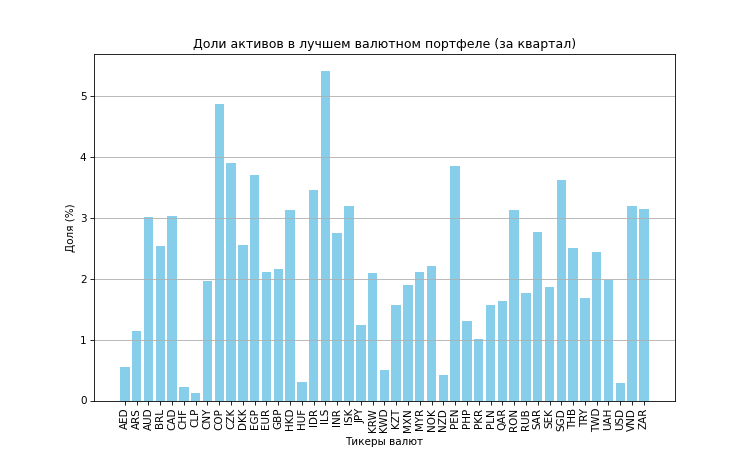 Доли активов в лучшем валютном портфеле (за квартал)
Доля (%)
5
4
3
2
1
0
AED ARS AUD BRL CAD CHF CLP CNY COP CZK DKK EGP EUR GBP HKD HUF IDR ILS INR ISK JPY KRW KWD KZT MXN MYR NOK NZD PEN PHP PKR PLN QAR RON RUB SAR SEK SGD THB TRY TWD UAH USD VND ZAR
Тикеры валют